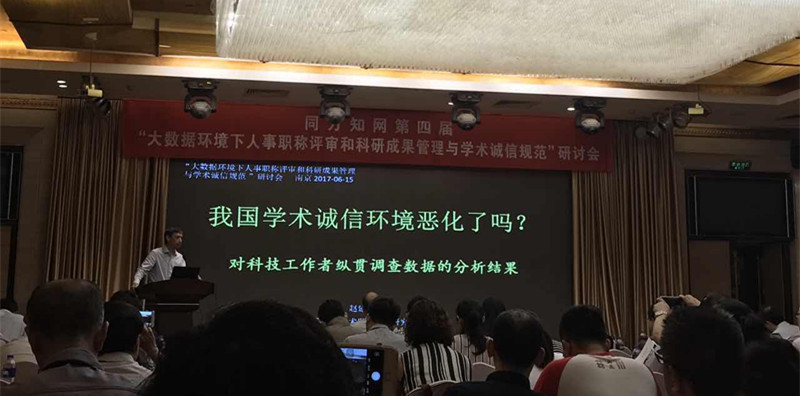 同方知网第四届
“大数据环境下人事职称评审和科研成果管理与学术诚信规范”研讨会
“大数据环境下人事职称评审和科研成果管理
与学术诚信规范”研讨会 南京 2017-06-15
我国学术诚信环境恶化了吗?
对科技工作者纵贯调查数据的分析结果